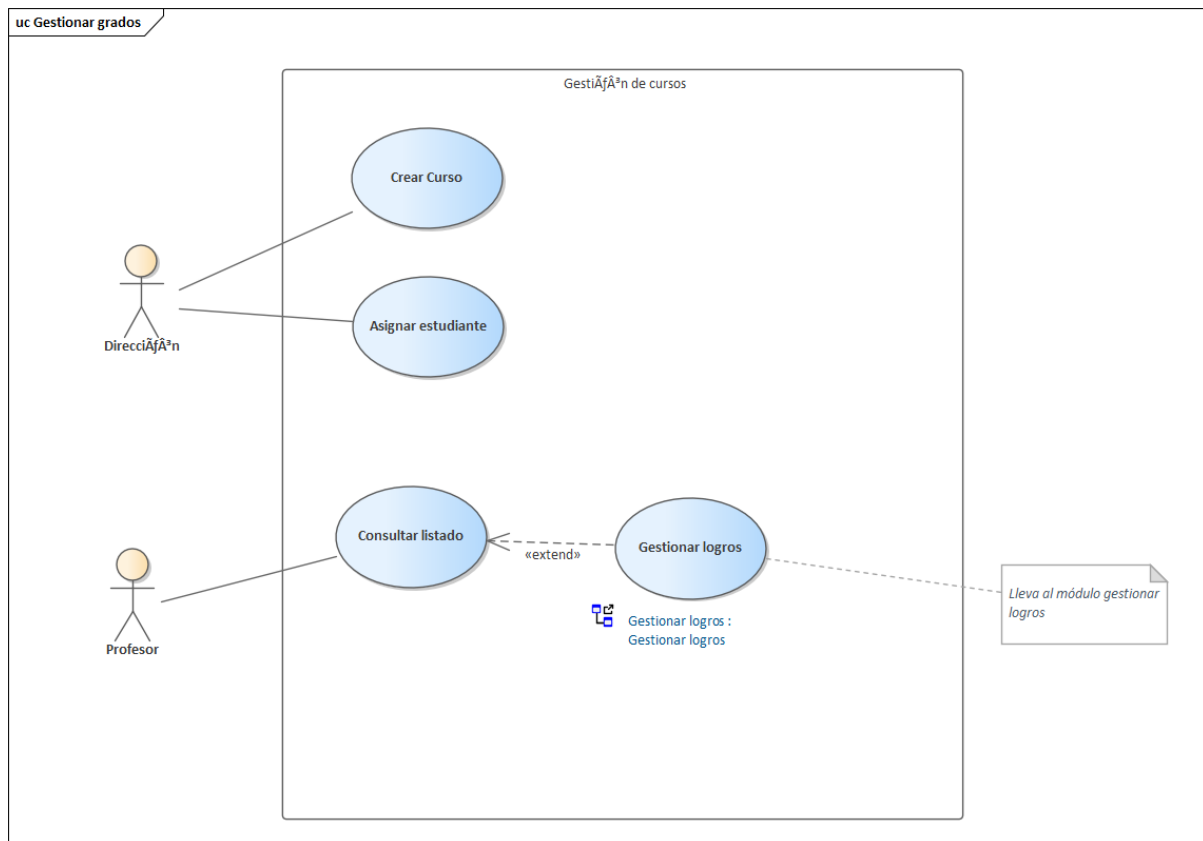 uc Gestionar grados
GestiÃƒÂ³n de cursos
Crear Curso
Asignar estudiante
DirecciÃƒÂ³n
Consultar listado
«extend»
Gestionar logros
Lleva al módulo gestionar
logros
Gestionar logros :
Gestionar logros
Profesor